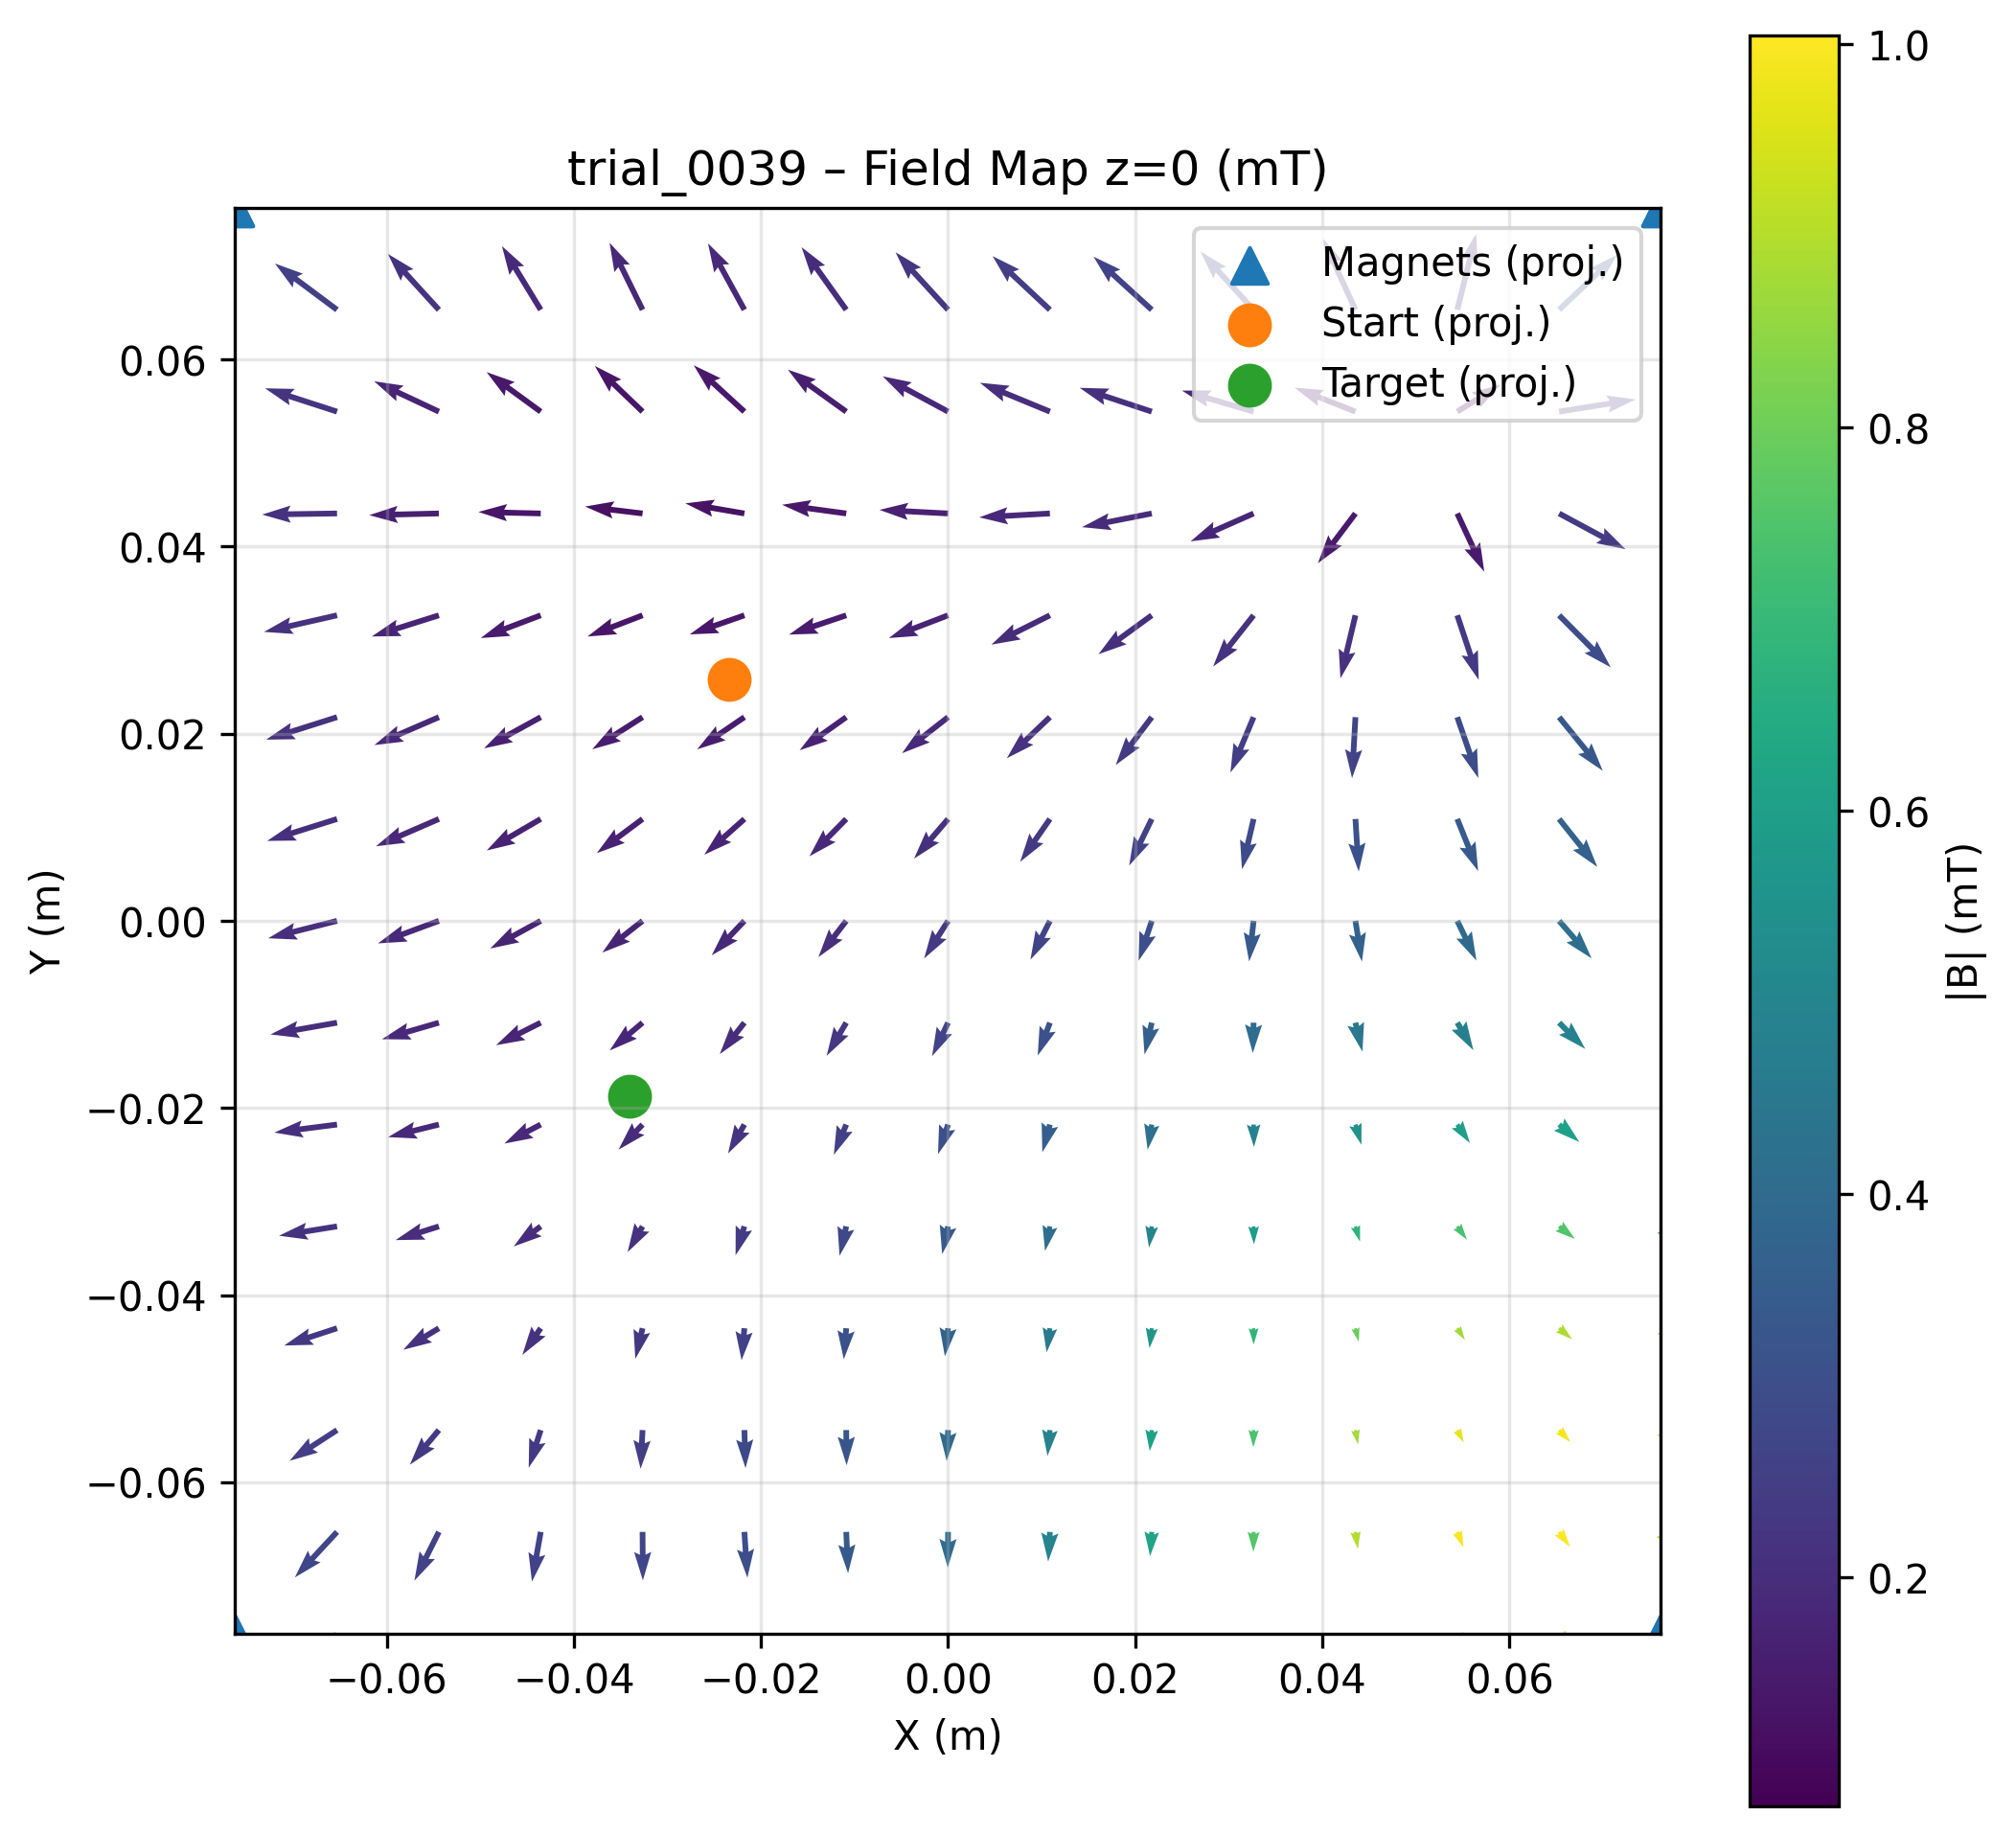 trial_0039 – Field Map z=0 (mT)
Magnets (proj.)
Start (proj.)
Target (proj.)
0.06
0.04
0.02
0.00
−0.02
−0.04
−0.06
Y (m)
−0.06
−0.04
−0.02
0.00
0.02
0.04
0.06
X (m)
1.0
0.8
0.6
0.4
0.2
|B| (mT)